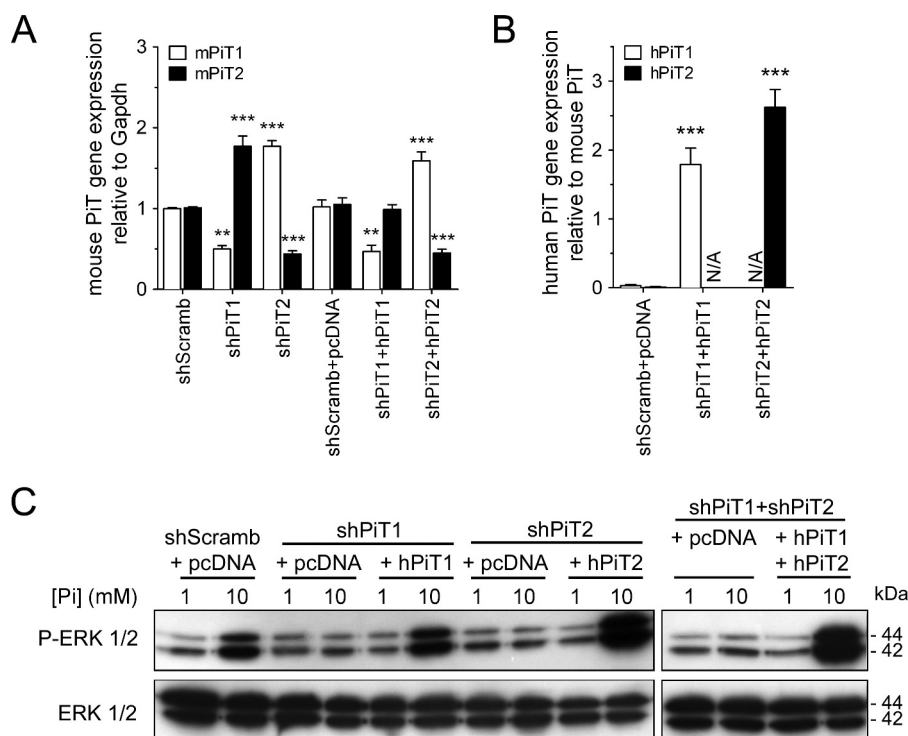 A
mouse PiT gene expression
relative to Gapdh
3
2
1
0
mPiT1
mPiT2
***
***
***
**
***
**
***
shScramb
shPiT1
shPiT2
shScramb+pcDNA
shPiT1+hPiT1
shPiT2+hPiT2
B
human PiT gene expression
relative to mouse PiT
3
2
1
0
hPiT1
hPiT2
***
***
N/A
N/A
shScramb+pcDNA
shPiT1+hPiT1
shPiT2+hPiT2
C
shPiT1+shPiT2
shScramb shPiT1 shPiT2
+ pcDNA + pcDNA + hPiT1 + pcDNA + hPiT2 + pcDNA + hPiT1
+ hPiT2
[Pi] (mM) 1 10 1 10 1 10 1 10 1 10 1 10 1 10 kDa
P-ERK 1/2 - 44
- 42
ERK 1/2 - 44
- 42